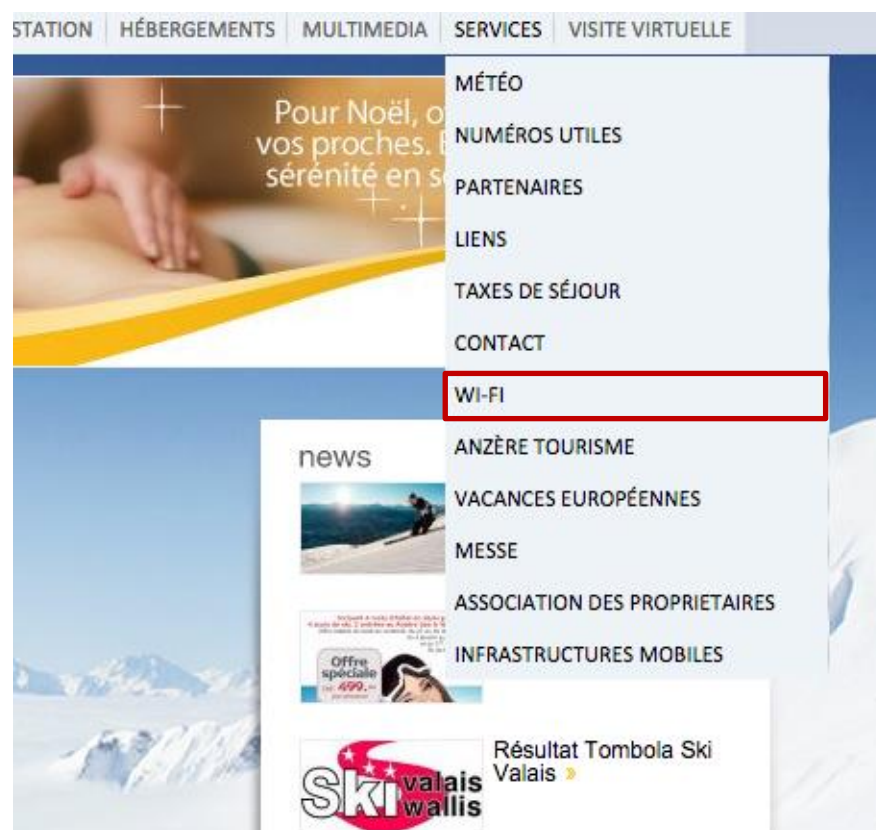 STATION HÉBERGEMENTS MULTIMEDIA SERVICES VISITE VIRTUELLE
MÉTÉO
NUMÉROS UTILES
PARTENAIRES
LIENS
TAXES DE SÉJOUR
CONTACT
WI-FI
ANZÈRE TOURISME
VACANCES EUROPÉENNES
MESSE
ASSOCIATION DES PROPRIETAIRES
INFRASTRUCTURES MOBILES
Pour Noël, o
vos proches.
sérénité en s
news
Offre
spéciale
499.-
Résultat Tombola Ski
Valais »
Ski valais
wallis